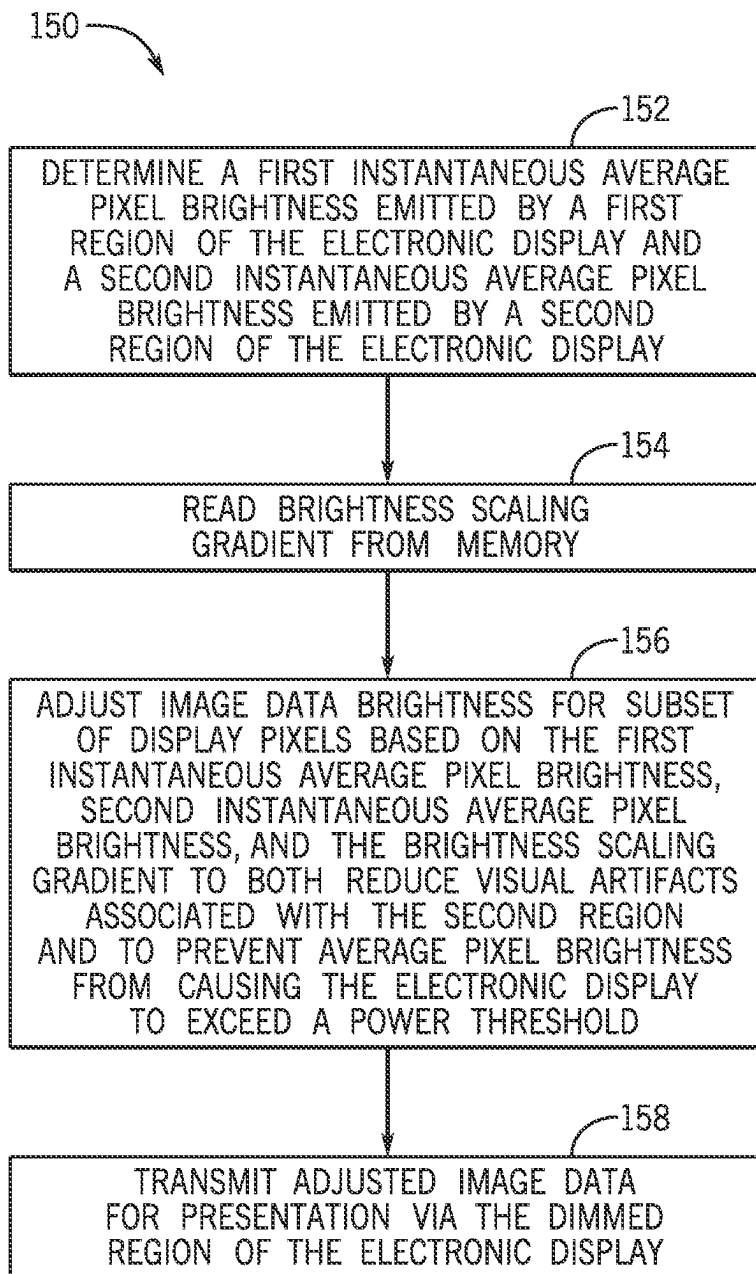 150
152
DETERMINE A FIRST INSTANTANEOUS AVERAGE
PIXEL BRIGHTNESS EMITTED BY A FIRST
REGION OF THE ELECTRONIC DISPLAY AND
A SECOND INSTANTANEOUS AVERAGE PIXEL
BRIGHTNESS EMITTED BY A SECOND
REGION OF THE ELECTRONIC DISPLAY
154
READ BRIGHTNESS SCALING
GRADIENT FROM MEMORY
156
ADJUST IMAGE DATA BRIGHTNESS FOR SUBSET
OF DISPLAY PIXELS BASED ON THE FIRST
INSTANTANEOUS AVERAGE PIXEL BRIGHTNESS,
SECOND INSTANTANEOUS AVERAGE PIXEL
BRIGHTNESS, AND THE BRIGHTNESS SCALING
GRADIENT TO BOTH REDUCE VISUAL ARTIFACTS
ASSOCIATED WITH THE SECOND REGION
AND TO PREVENT AVERAGE PIXEL BRIGHTNESS
FROM CAUSING THE ELECTRONIC DISPLAY
TO EXCEED A POWER THRESHOLD
158
TRANSMIT ADJUSTED IMAGE DATA
FOR PRESENTATION VIA THE DIMMED
REGION OF THE ELECTRONIC DISPLAY